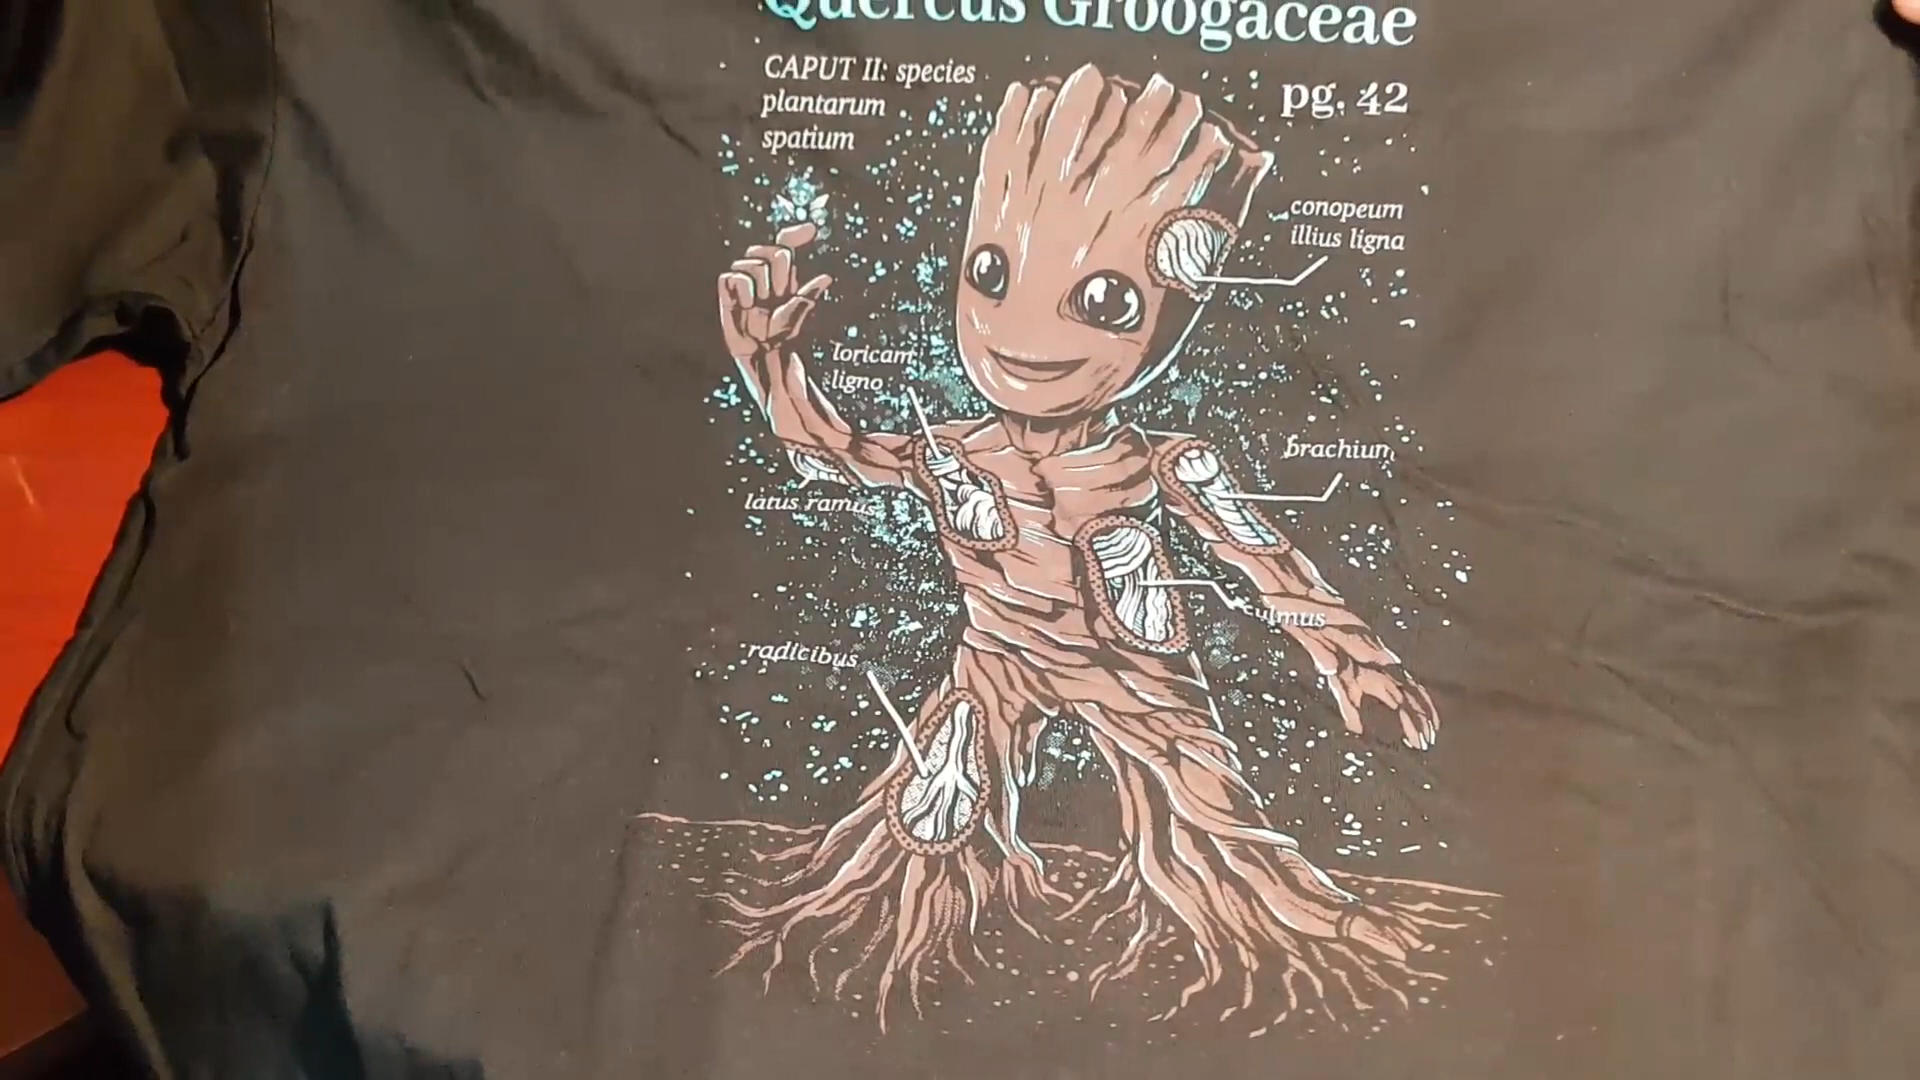 Quercus Groogaceae
CAPUT II: species
plantarum
spatium
pg. 42
conopeum
illius ligna
loricam
ligno
brachium
latus ramus
culmus
radicibus